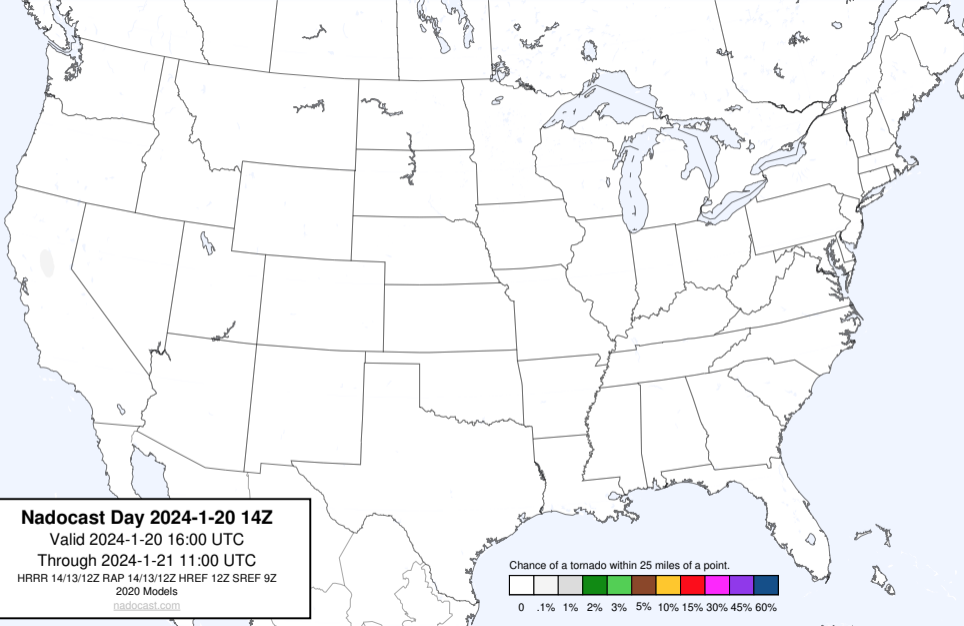 Nadocast Day 2024-1-20 14Z
Valid 2024-1-20 16:00 UTC
Through 2024-1-21 11:00 UTC
HRRR 14/13/12Z RAP 14/13/12Z HREF 12Z SREF 9Z
2020 Models
nadocast.com
Chance of a tornado within 25 miles of a point.
0 .1% 1% 2% 3% 5% 10% 15% 30% 45% 60%